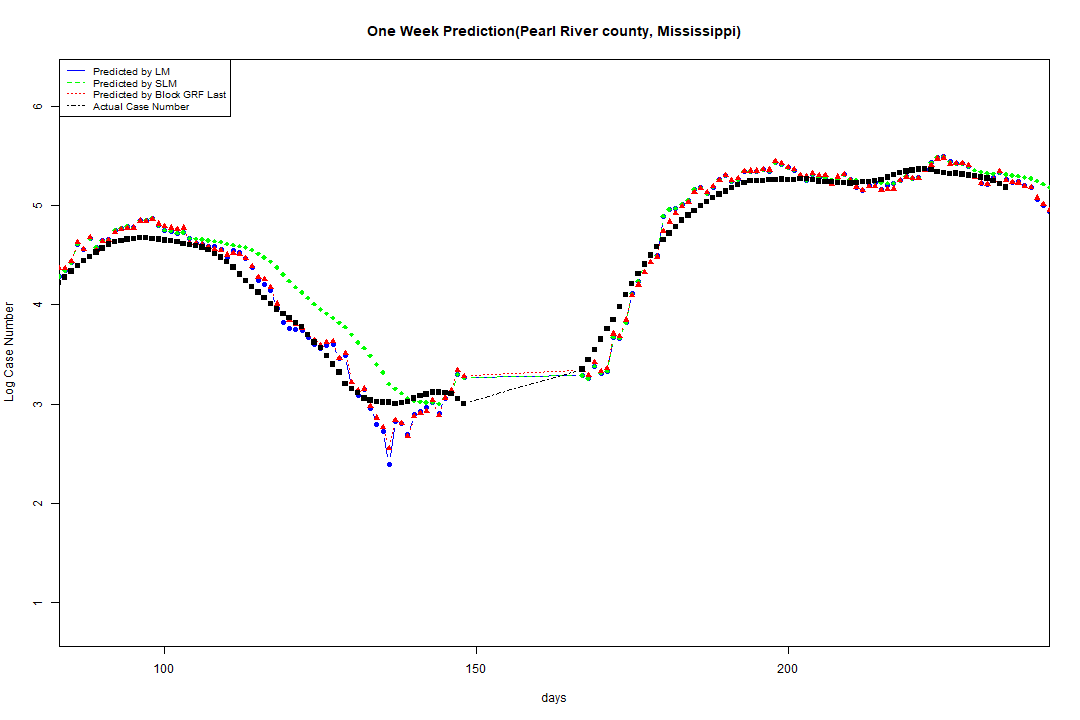 One Week Prediction(Pearl River county, Mississippi)
Predicted by LM
Predicted by SLM
Predicted by Block GRF Last
Actual Case Number
Log Case Number
6
5
4
3
2
1
100 150 200
days